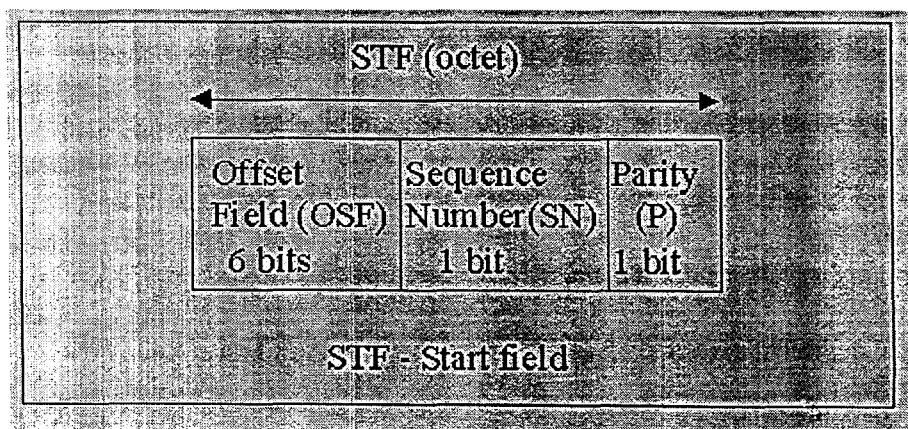 STF (octet)
Offset Sequence Parity
Field (OSF) Number(SN) (P)
6 bits 1 bit 1 bit
STF - Start field